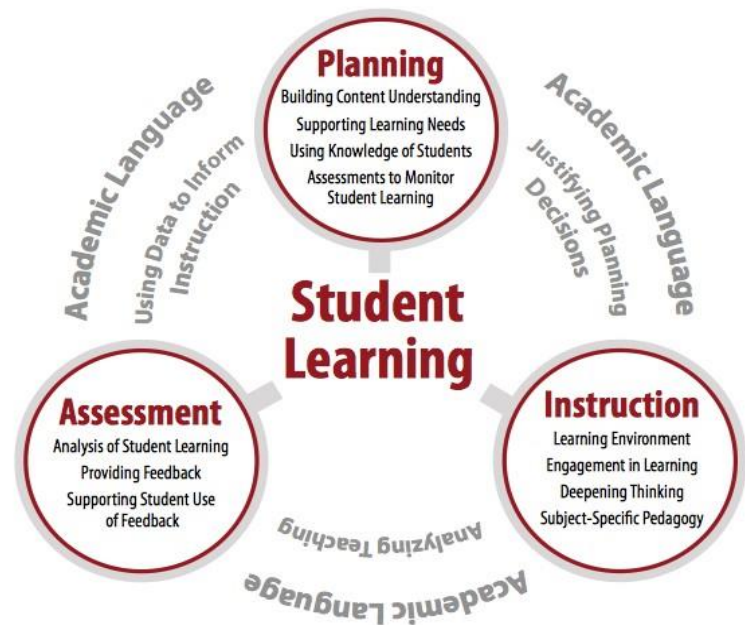 Planning
Building Content Understanding
Supporting Learning Needs
Using Knowledge of Students
Assessments to Monitor
Student Learning
Academic Language
Using Data to Inform
Instruction
Academic Language
Justifying Planning
Decisions
Student
Learning
Assessment
Analysis of Student Learning
Providing Feedback
Supporting Student Use
of Feedback
Instruction
Learning Environment
Engagement in Learning
Deepening Thinking
Subject-Specific Pedagogy
Analyzing Teaching
Academic Language